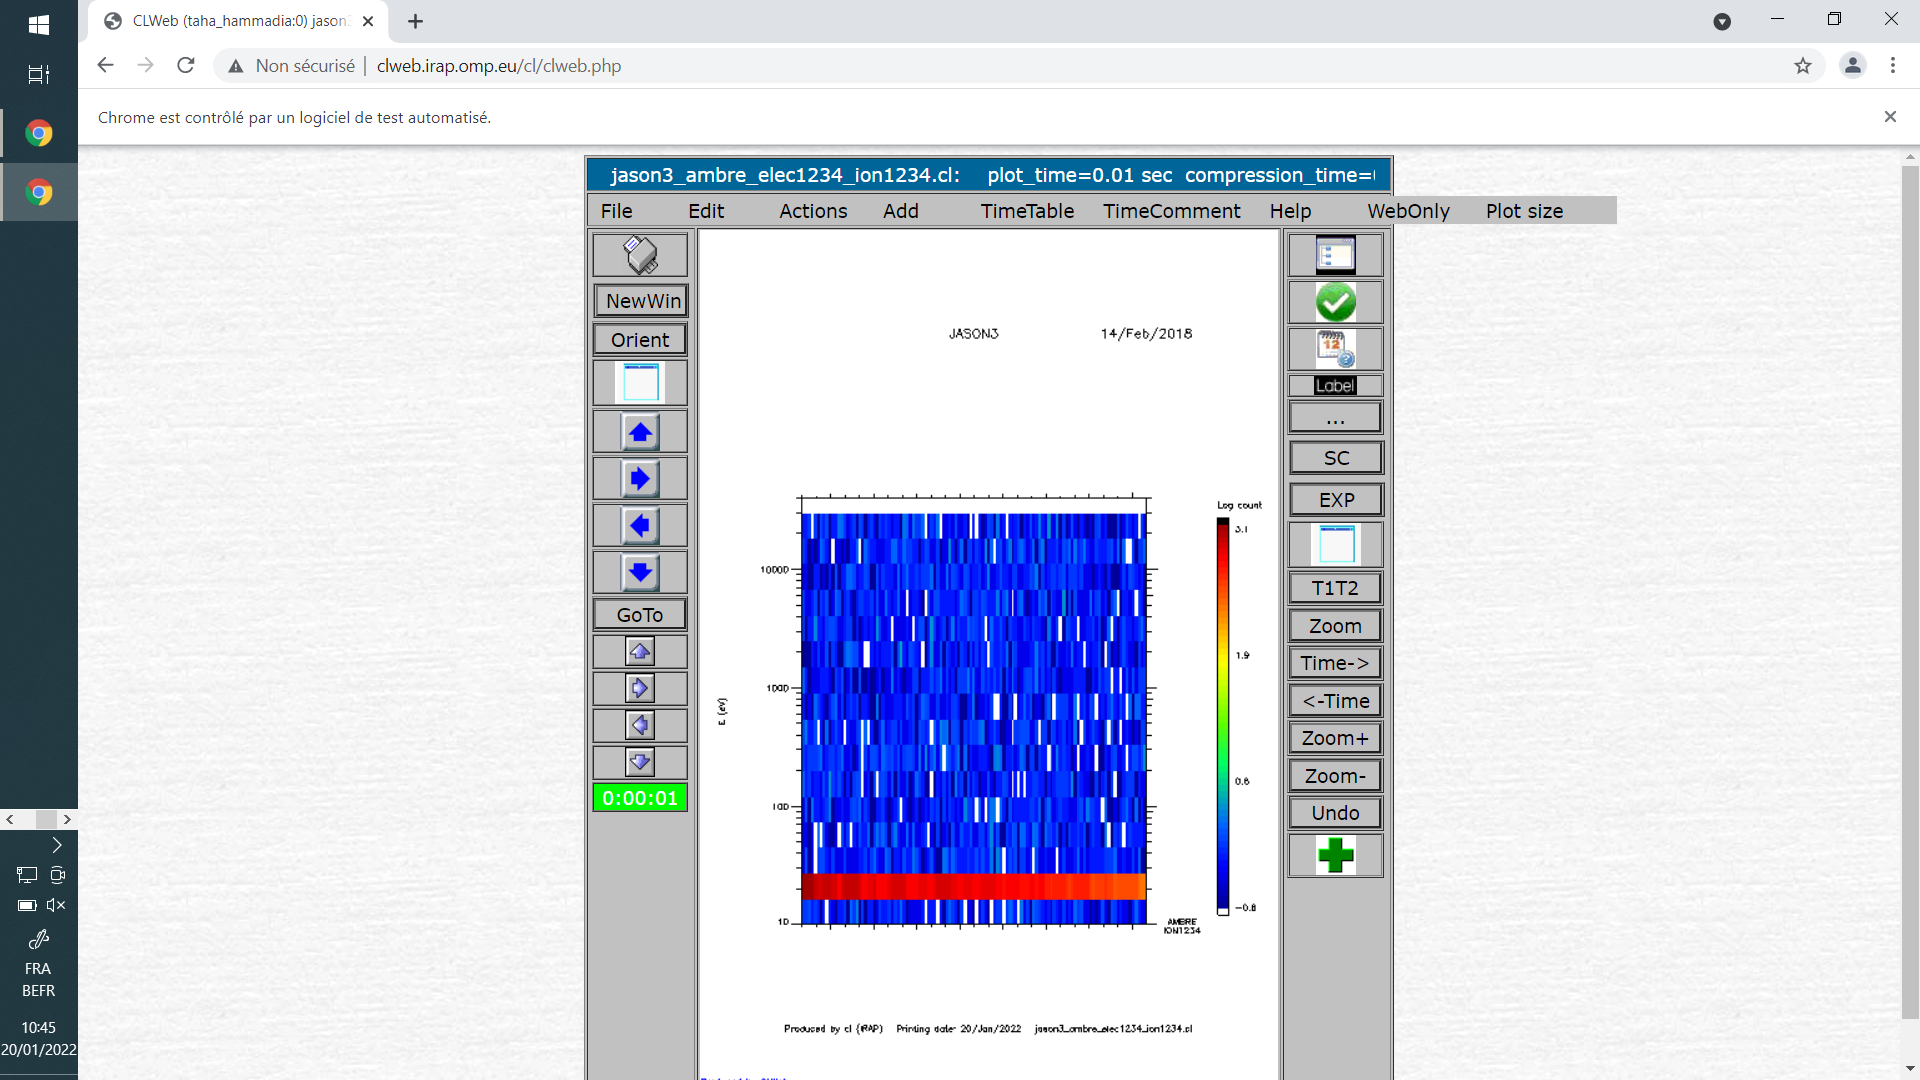 CLWeb (taha_hammadia:0) jason
Non sécurisé | clweb.irap.omp.eu/cl/clweb.php
Chrome est contrôlé par un logiciel de test automatisé.
jason3_ambre_elec1234_ion1234.cl: plot_time=0.01 sec compression_time=
File Edit Actions Add TimeTable TimeComment Help WebOnly Plot size
NewWin
Orient
GoTo
0:00:01
JASON3 14/Feb/2018
Log count
3.1
1.9
0.6
-0.8
10000
1000
100
10
E (eV)
AMBRE
ION1234
Produced by cl (IRAP) Printing date: 20/Jan/2022 jason3_ambre_elec1234_ion1234.cl
12
Label
...
SC
EXP
T1T2
Zoom
Time->
<-Time
Zoom+
Zoom-
Undo
FRA
BEFR
10:45
20/01/2022